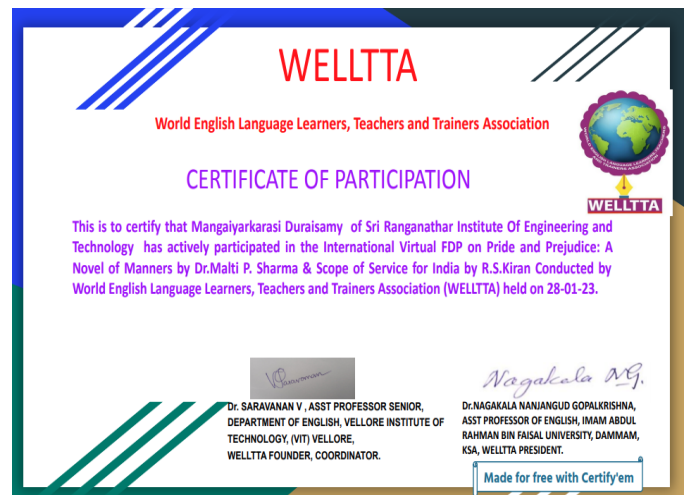 WELLTTA
World English Language Learners, Teachers and Trainers Association
WELLTTA
CERTIFICATE OF PARTICIPATION
This is to certify that Mangaiyarkarasi Duraisamy of Sri Ranganathar Institute Of Engineering and
Technology has actively participated in the International Virtual FDP on Pride and Prejudice: A
Novel of Manners by Dr.Malti P. Sharma & Scope of Service for India by R.S.Kiran Conducted by
World English Language Learners, Teachers and Trainers Association (WELLTTA) held on 28-01-23.
Nagakala NG.
Dr. SARAVANAN V , ASST PROFESSOR SENIOR,
DEPARTMENT OF ENGLISH, VELLORE INSTITUTE OF
TECHNOLOGY, (VIT) VELLORE,
WELLTTA FOUNDER, COORDINATOR.
Dr.NAGAKALA NANJANGUD GOPALKRISHNA,
ASST PROFESSOR OF ENGLISH, IMAM ABDUL
RAHMAN BIN FAISAL UNIVERSITY, DAMMAM,
KSA, WELLTTA PRESIDENT.
Made for free with Certify'em